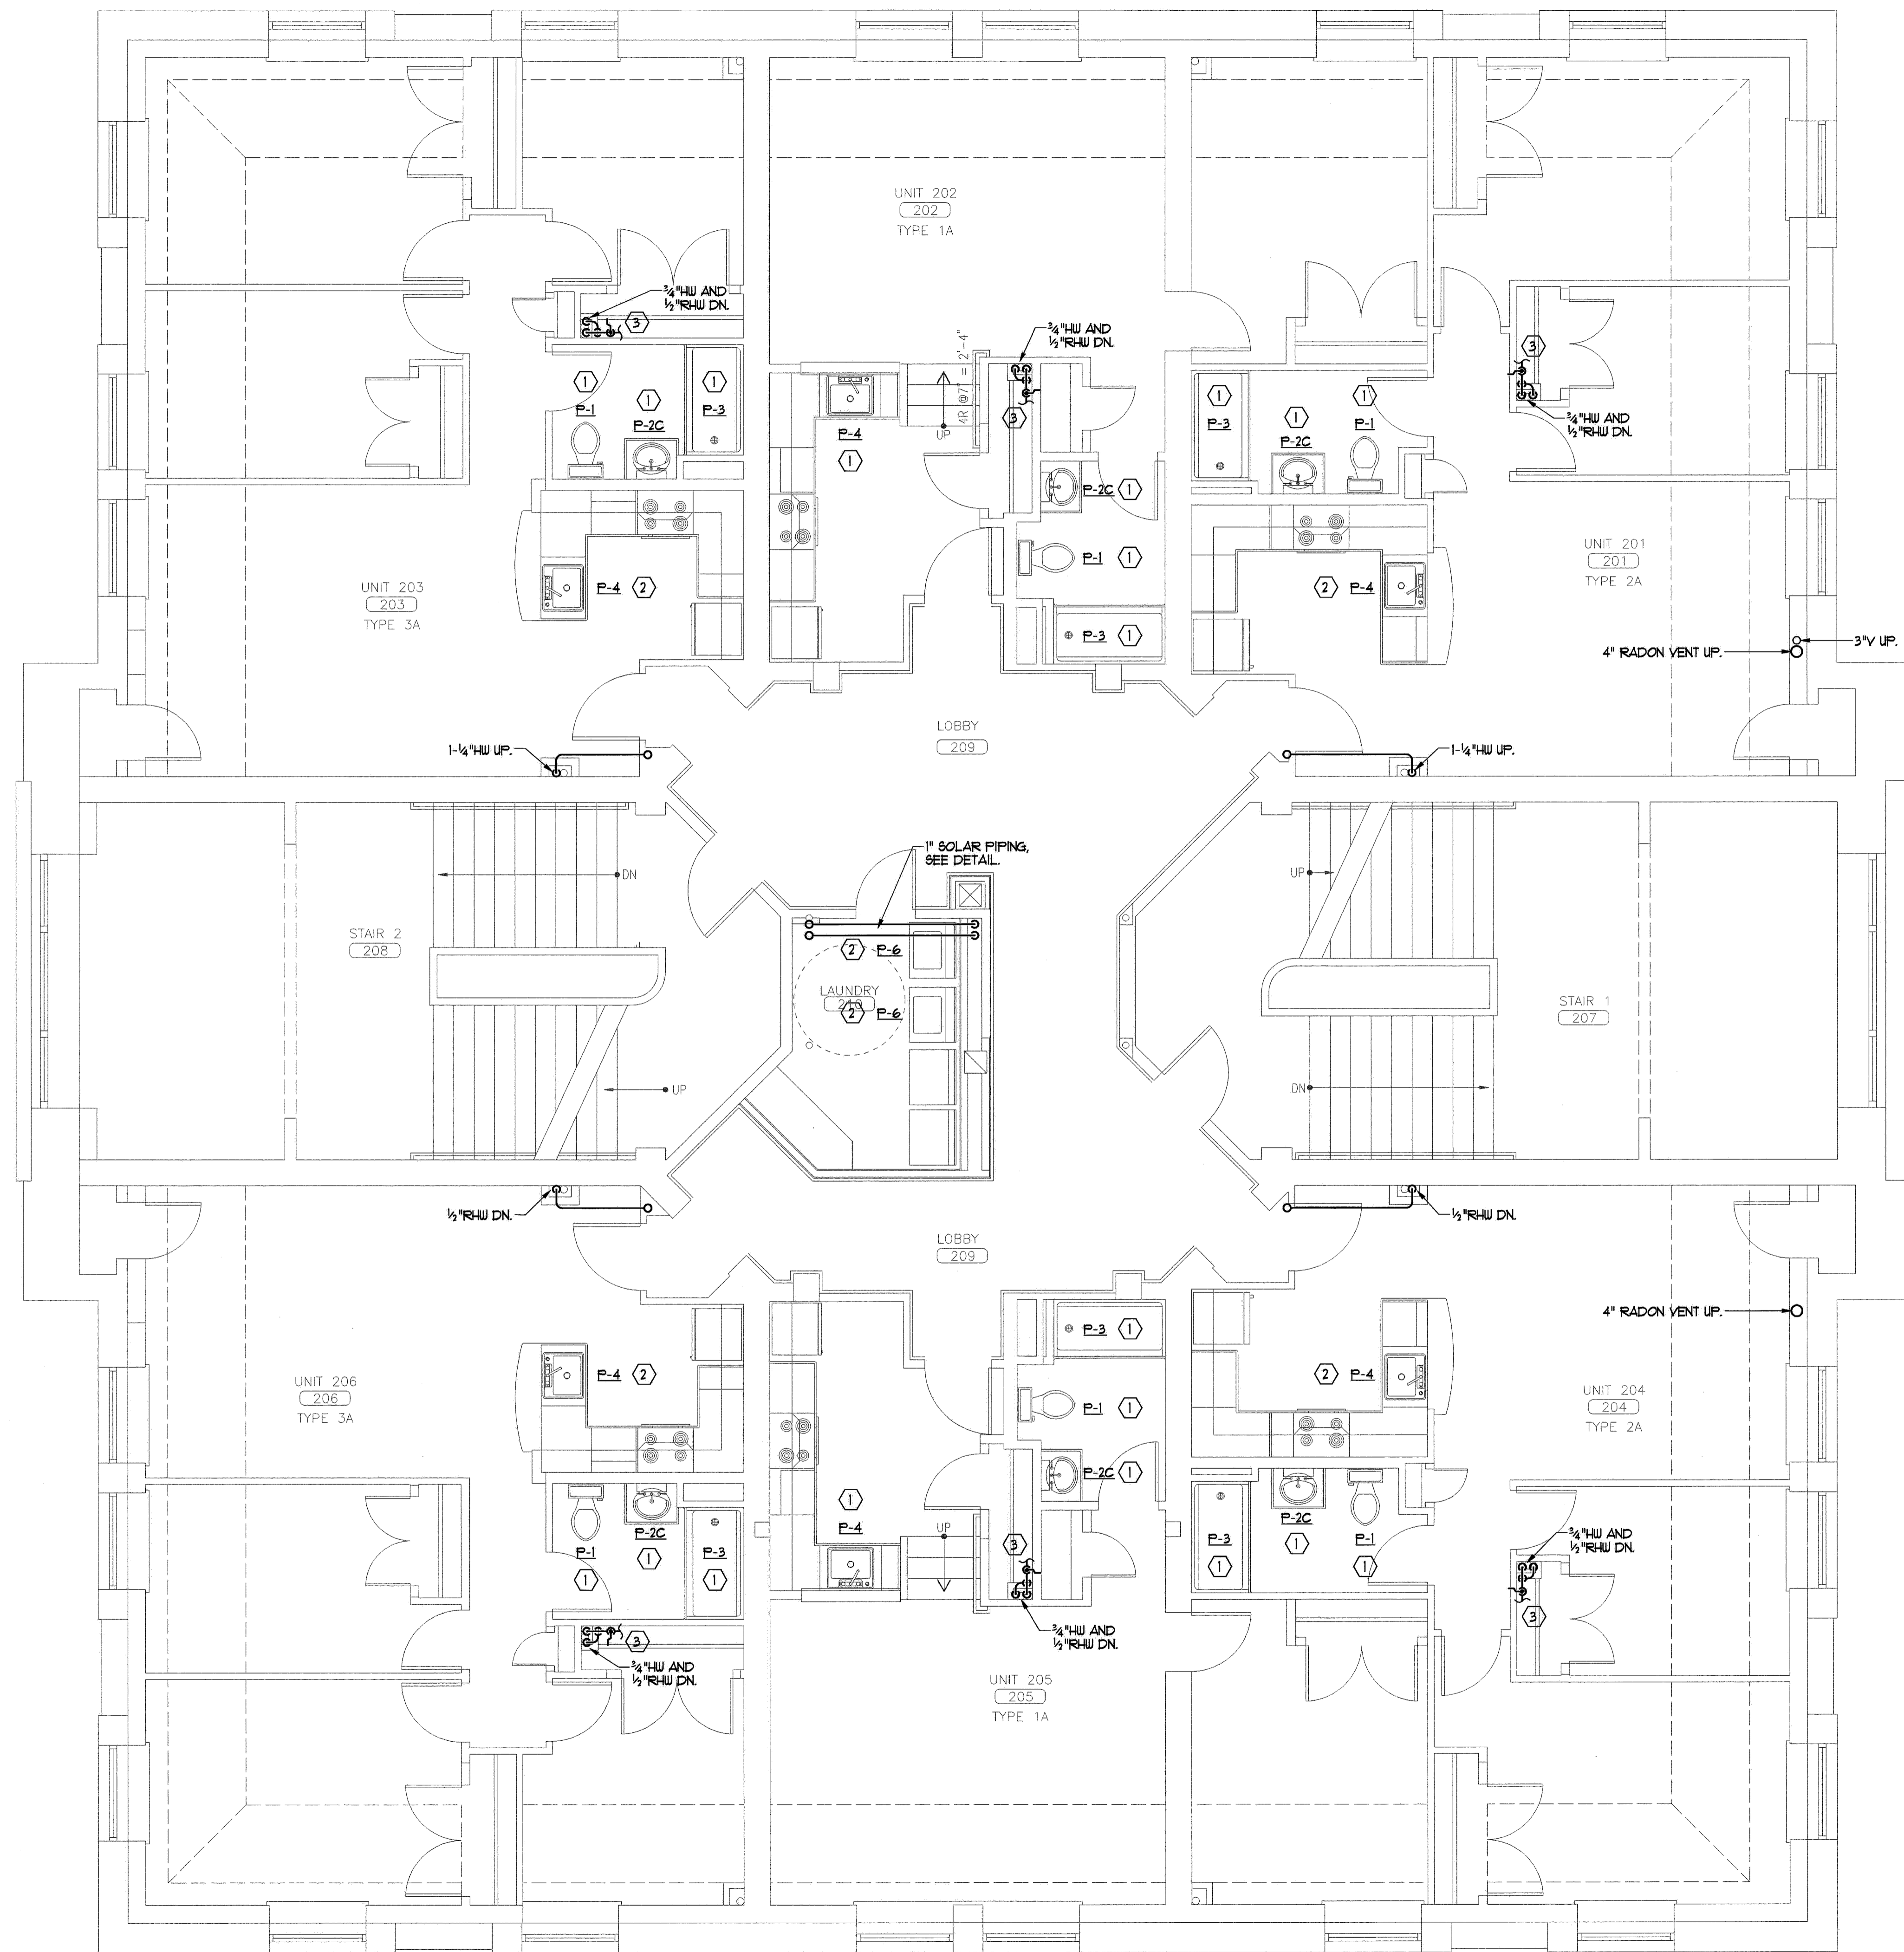 UNIT 202
202
TYPE 1A
¾"HW AND
½"RHW DN.
3
¾"HW AND
½"RHW DN.
4R @7" = 2'-4"
3
3
¾"HW AND
½"RHW DN.
1
P-1
1
P-2C
1
P-3
P-4
1
UP
3
1
P-3
1
P-2C
1
P-1
P-2C 1
P-1 1
P-3 1
UNIT 203
203
TYPE 3A
P-4 2
2 P-4
UNIT 201
201
TYPE 2A
3"V UP.
4" RADON VENT UP.
LOBBY
209
1-¼"HW UP.
1-¼"HW UP.
1" SOLAR PIPING,
SEE DETAIL.
DN
UP
STAIR 2
208
2 P-6
LAUNDRY
210
2 P-6
STAIR 1
207
UP
DN
½"RHW DN.
½"RHW DN.
LOBBY
209
4" RADON VENT UP.
P-3 1
UNIT 206
206
TYPE 3A
P-4 2
2 P-4
UNIT 204
204
TYPE 2A
P-1 1
P-2C 1
1
P-4
UP
3
P-2C
1
P-1
1
P-3
1
P-3
1
P-2C
1
P-1
1
¾"HW AND
½"RHW DN.
3
3
¾"HW AND
½"RHW DN.
¾"HW AND
½"RHW DN.
UNIT 205
205
TYPE 1A